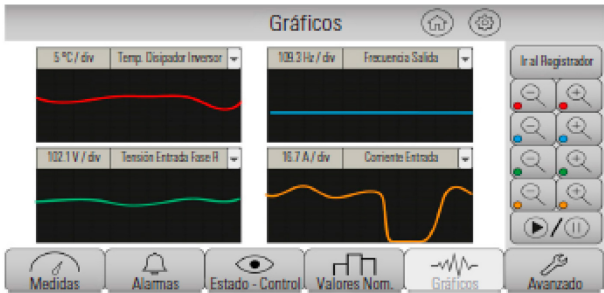 Gráficos
5 ºC / div Temp. Disipador Inversor
109.3 Hz / div Frecuencia Salida
Ir al Registrador
102.1 V / div Tensión Entrada Fase R
16.7 A / div Corriente Entrada
Medidas Alarmas Estado - Control Valores Nom. Gráficos Avanzado